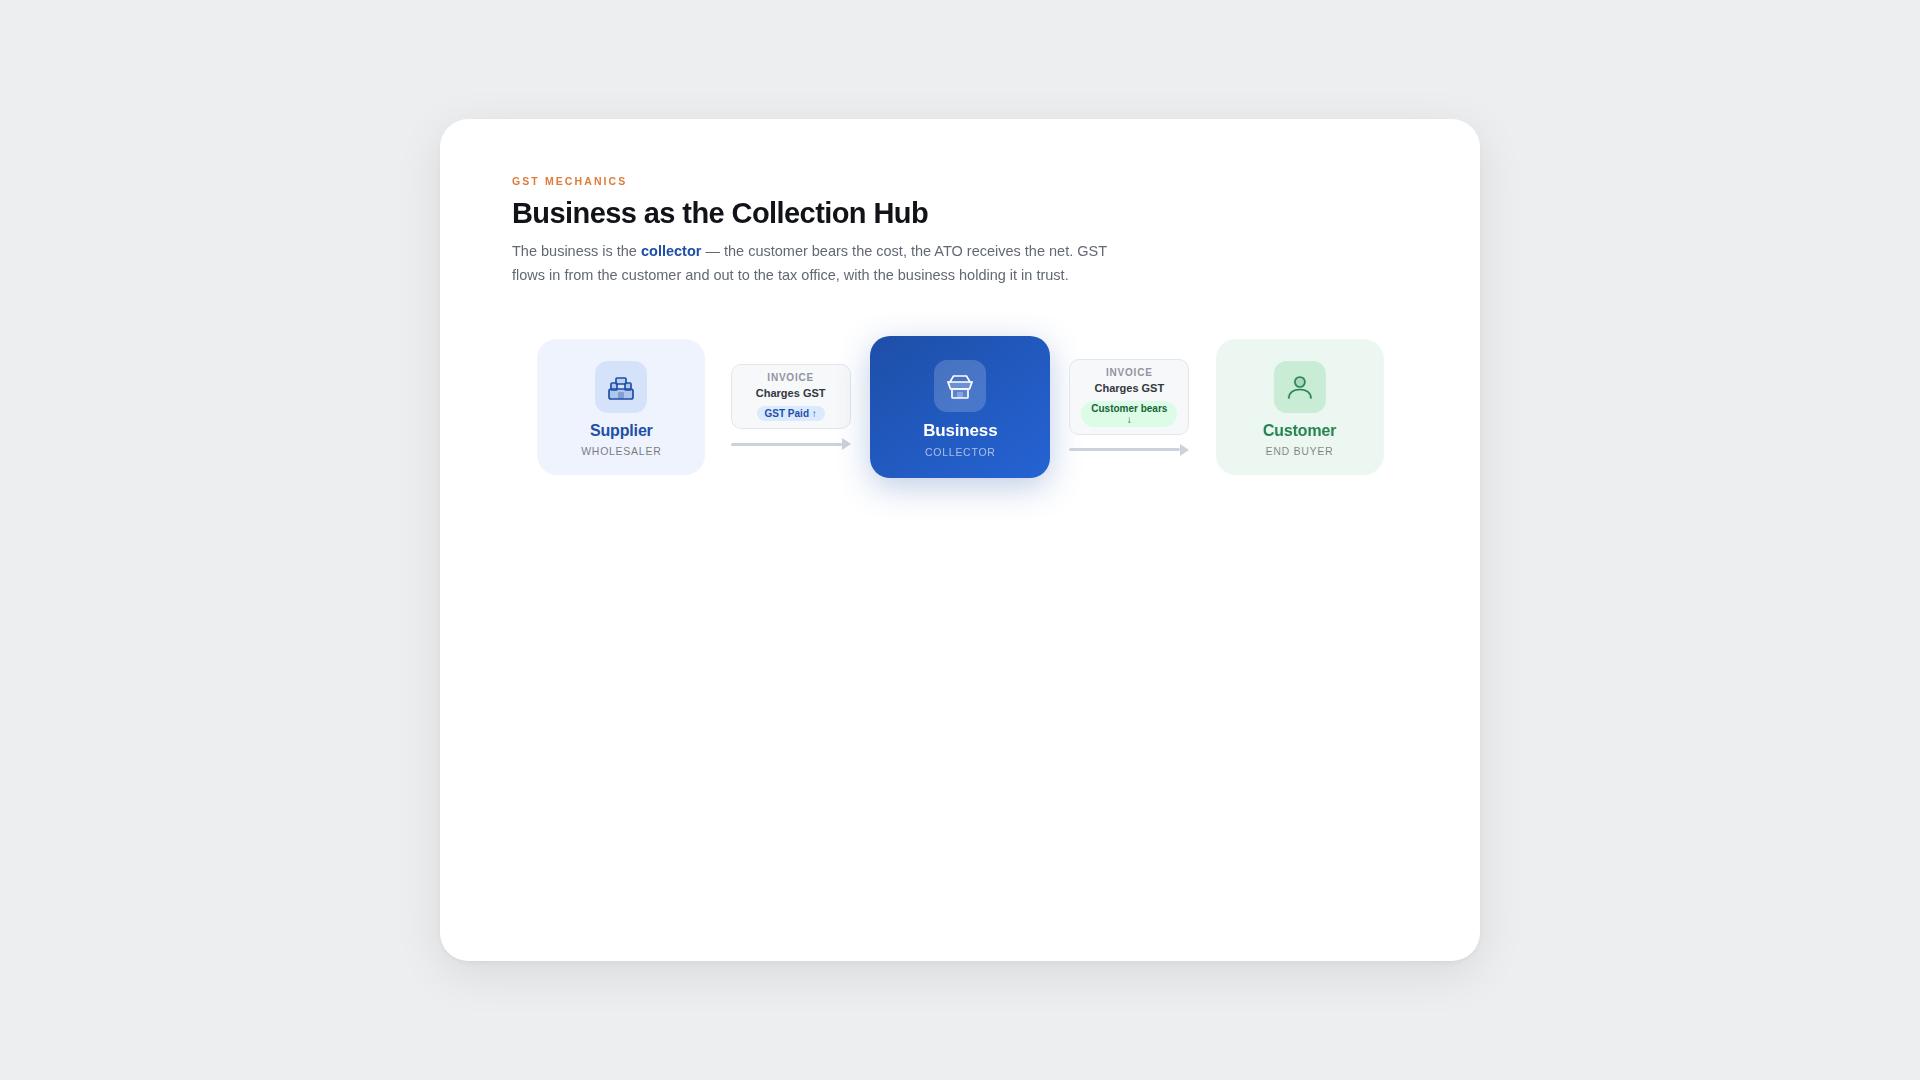 GST MECHANICS
Business as the Collection Hub
The business is the collector — the customer bears the cost, the ATO receives the net. GST
flows in from the customer and out to the tax office, with the business holding it in trust.
Supplier
WHOLESALER
INVOICE
Charges GST
GST Paid ↑
Business
COLLECTOR
INVOICE
Charges GST
Customer bears
↓
Customer
END BUYER